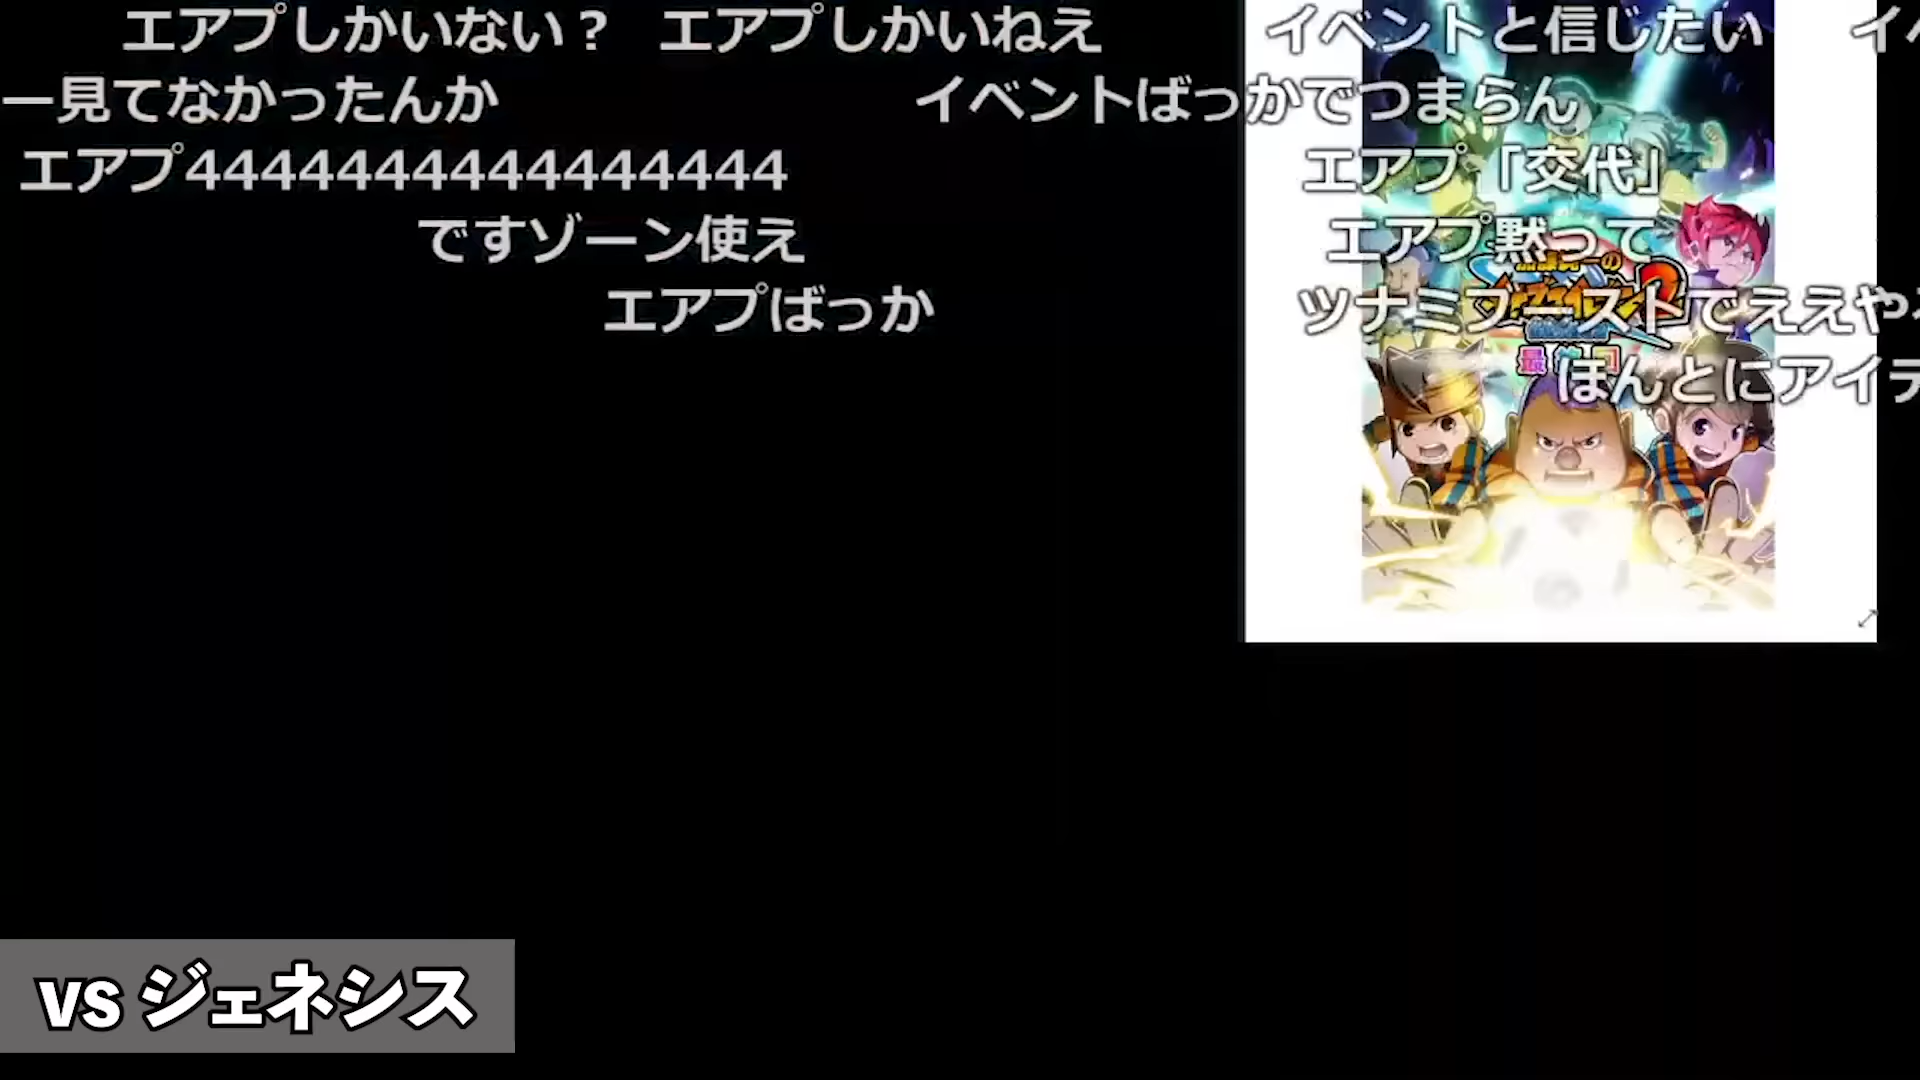 エアプしかいない？ エアプしかいねえ イベントと信じたい イベ
一見てなかったんか イベントばっかでつまらん
エアプ44444444444444444 エアプ「交代」
ですゾーン使え エアプ黙って
エアプばっか ツナミブーストでええや
ほんとにアイテ
vs ジェネシス